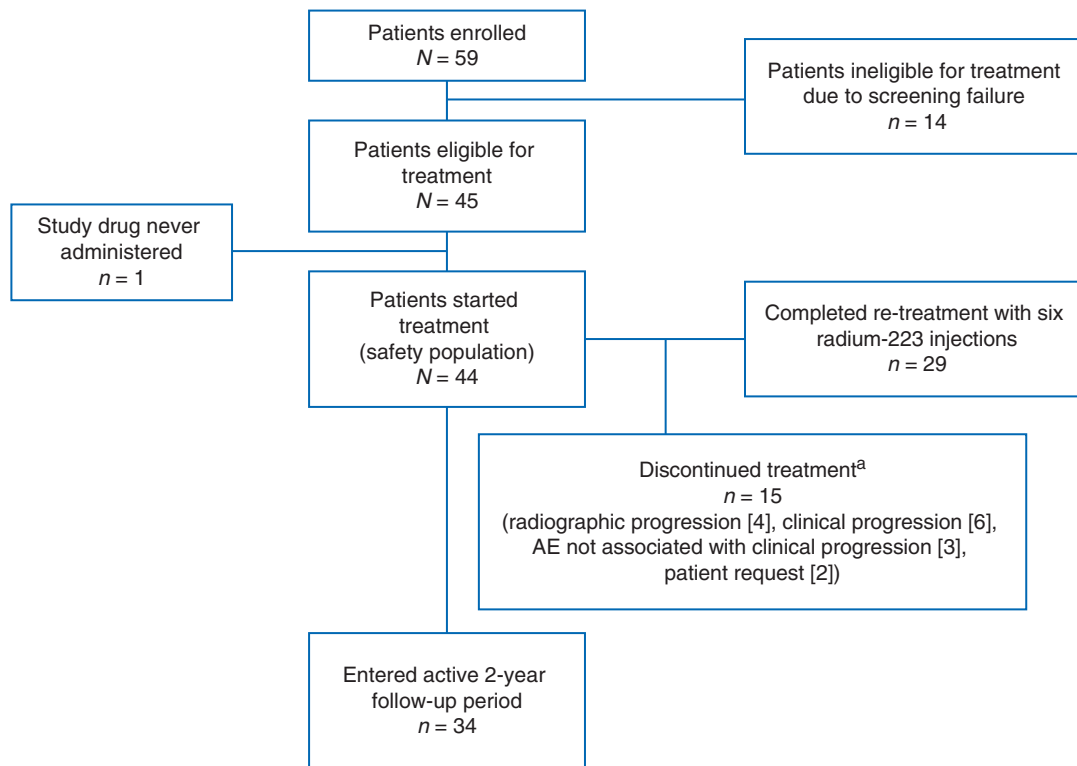 Patients enrolled
N = 59
Patients ineligible for treatment
due to screening failure
n = 14
Patients eligible for
treatment
N = 45
Study drug never
administered
n = 1
Patients started
treatment
(safety population)
N = 44
Completed re-treatment with six
radium-223 injections
n = 29
Discontinued treatmentᵃ
n = 15
(radiographic progression [4], clinical progression [6],
AE not associated with clinical progression [3],
patient request [2])
Entered active 2-year
follow-up period
n = 34